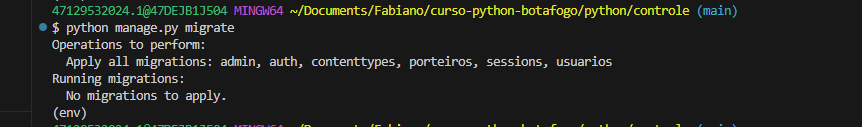 47129532024.1@47DEJB1J504 MINGW64 ~/Documents/Fabiano/curso-python-botafogo/python/controle (main)
$ python manage.py migrate
Operations to perform:
  Apply all migrations: admin, auth, contenttypes, porteiros, sessions, usuarios
Running migrations:
  No migrations to apply.
(env)